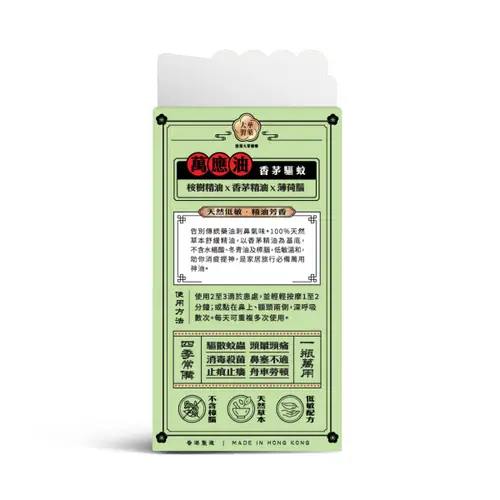 大華
製藥
香港大華藥廠
萬應油 香茅驅蚊
桉樹精油 x 香茅精油 x 薄荷腦
天然低敏·精油芳香
告別傳統藥油刺鼻氣味。100%天然
草本舒緩精油,以香茅精油為基底,
不含水楊酸、冬青油及樟腦,低敏溫和,
助你消疲提神,是家居旅行必備萬用
神油。
使用方法
使用2至3滴於患處,並輕輕按摩1至2
分鐘;或點在鼻上、額頭兩側,深呼吸
數次。每天可重複多次使用。
四季常備
驅散蚊蟲 頭暈頭痛
消毒殺菌 鼻塞不適
止痕止癢 舟車勞頓
一瓶萬用
不含樟腦
天然草本
低敏配方
香港製造 | MADE IN HONG KONG